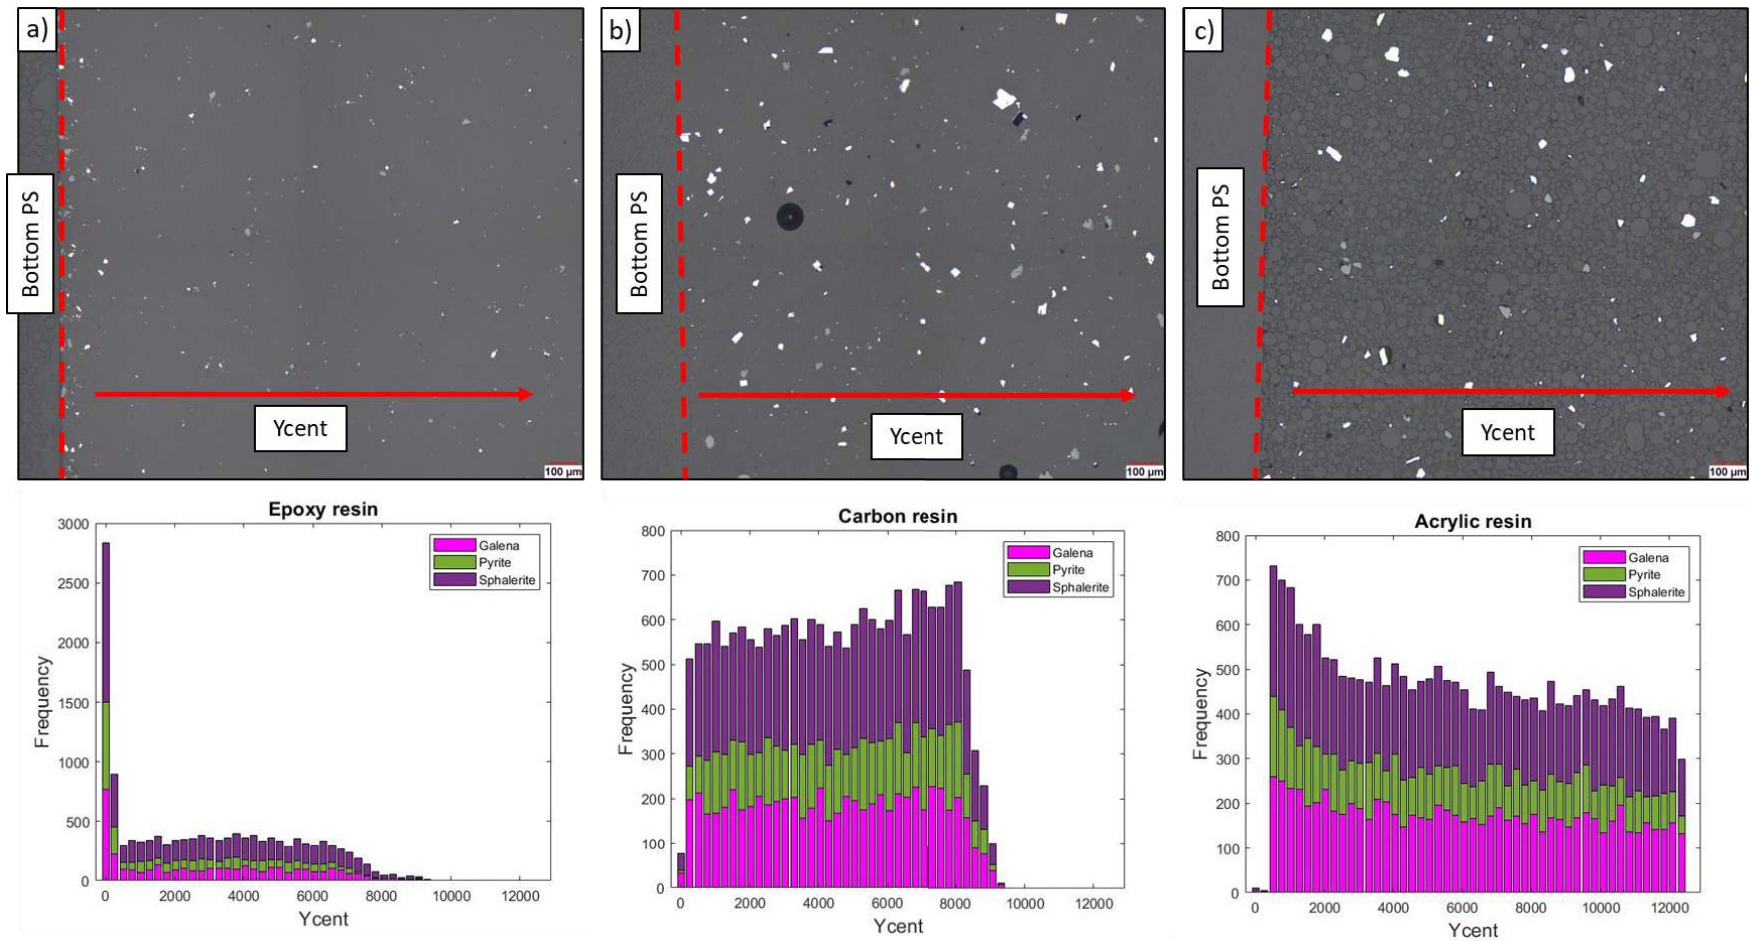 a)
Bottom PS
Ycent
100 µm
b)
Bottom PS
Ycent
100 µm
c)
Bottom PS
Ycent
100 µm
Epoxy resin
Frequency
3000
2500
2000
1500
1000
500
0
Galena
Pyrite
Sphalerite
0 2000 4000 6000 8000 10000 12000
Ycent
Carbon resin
Frequency
800
700
600
500
400
300
200
100
0
Galena
Pyrite
Sphalerite
0 2000 4000 6000 8000 10000 12000
Ycent
Acrylic resin
Frequency
800
700
600
500
400
300
200
100
0
Galena
Pyrite
Sphalerite
0 2000 4000 6000 8000 10000 12000
Ycent